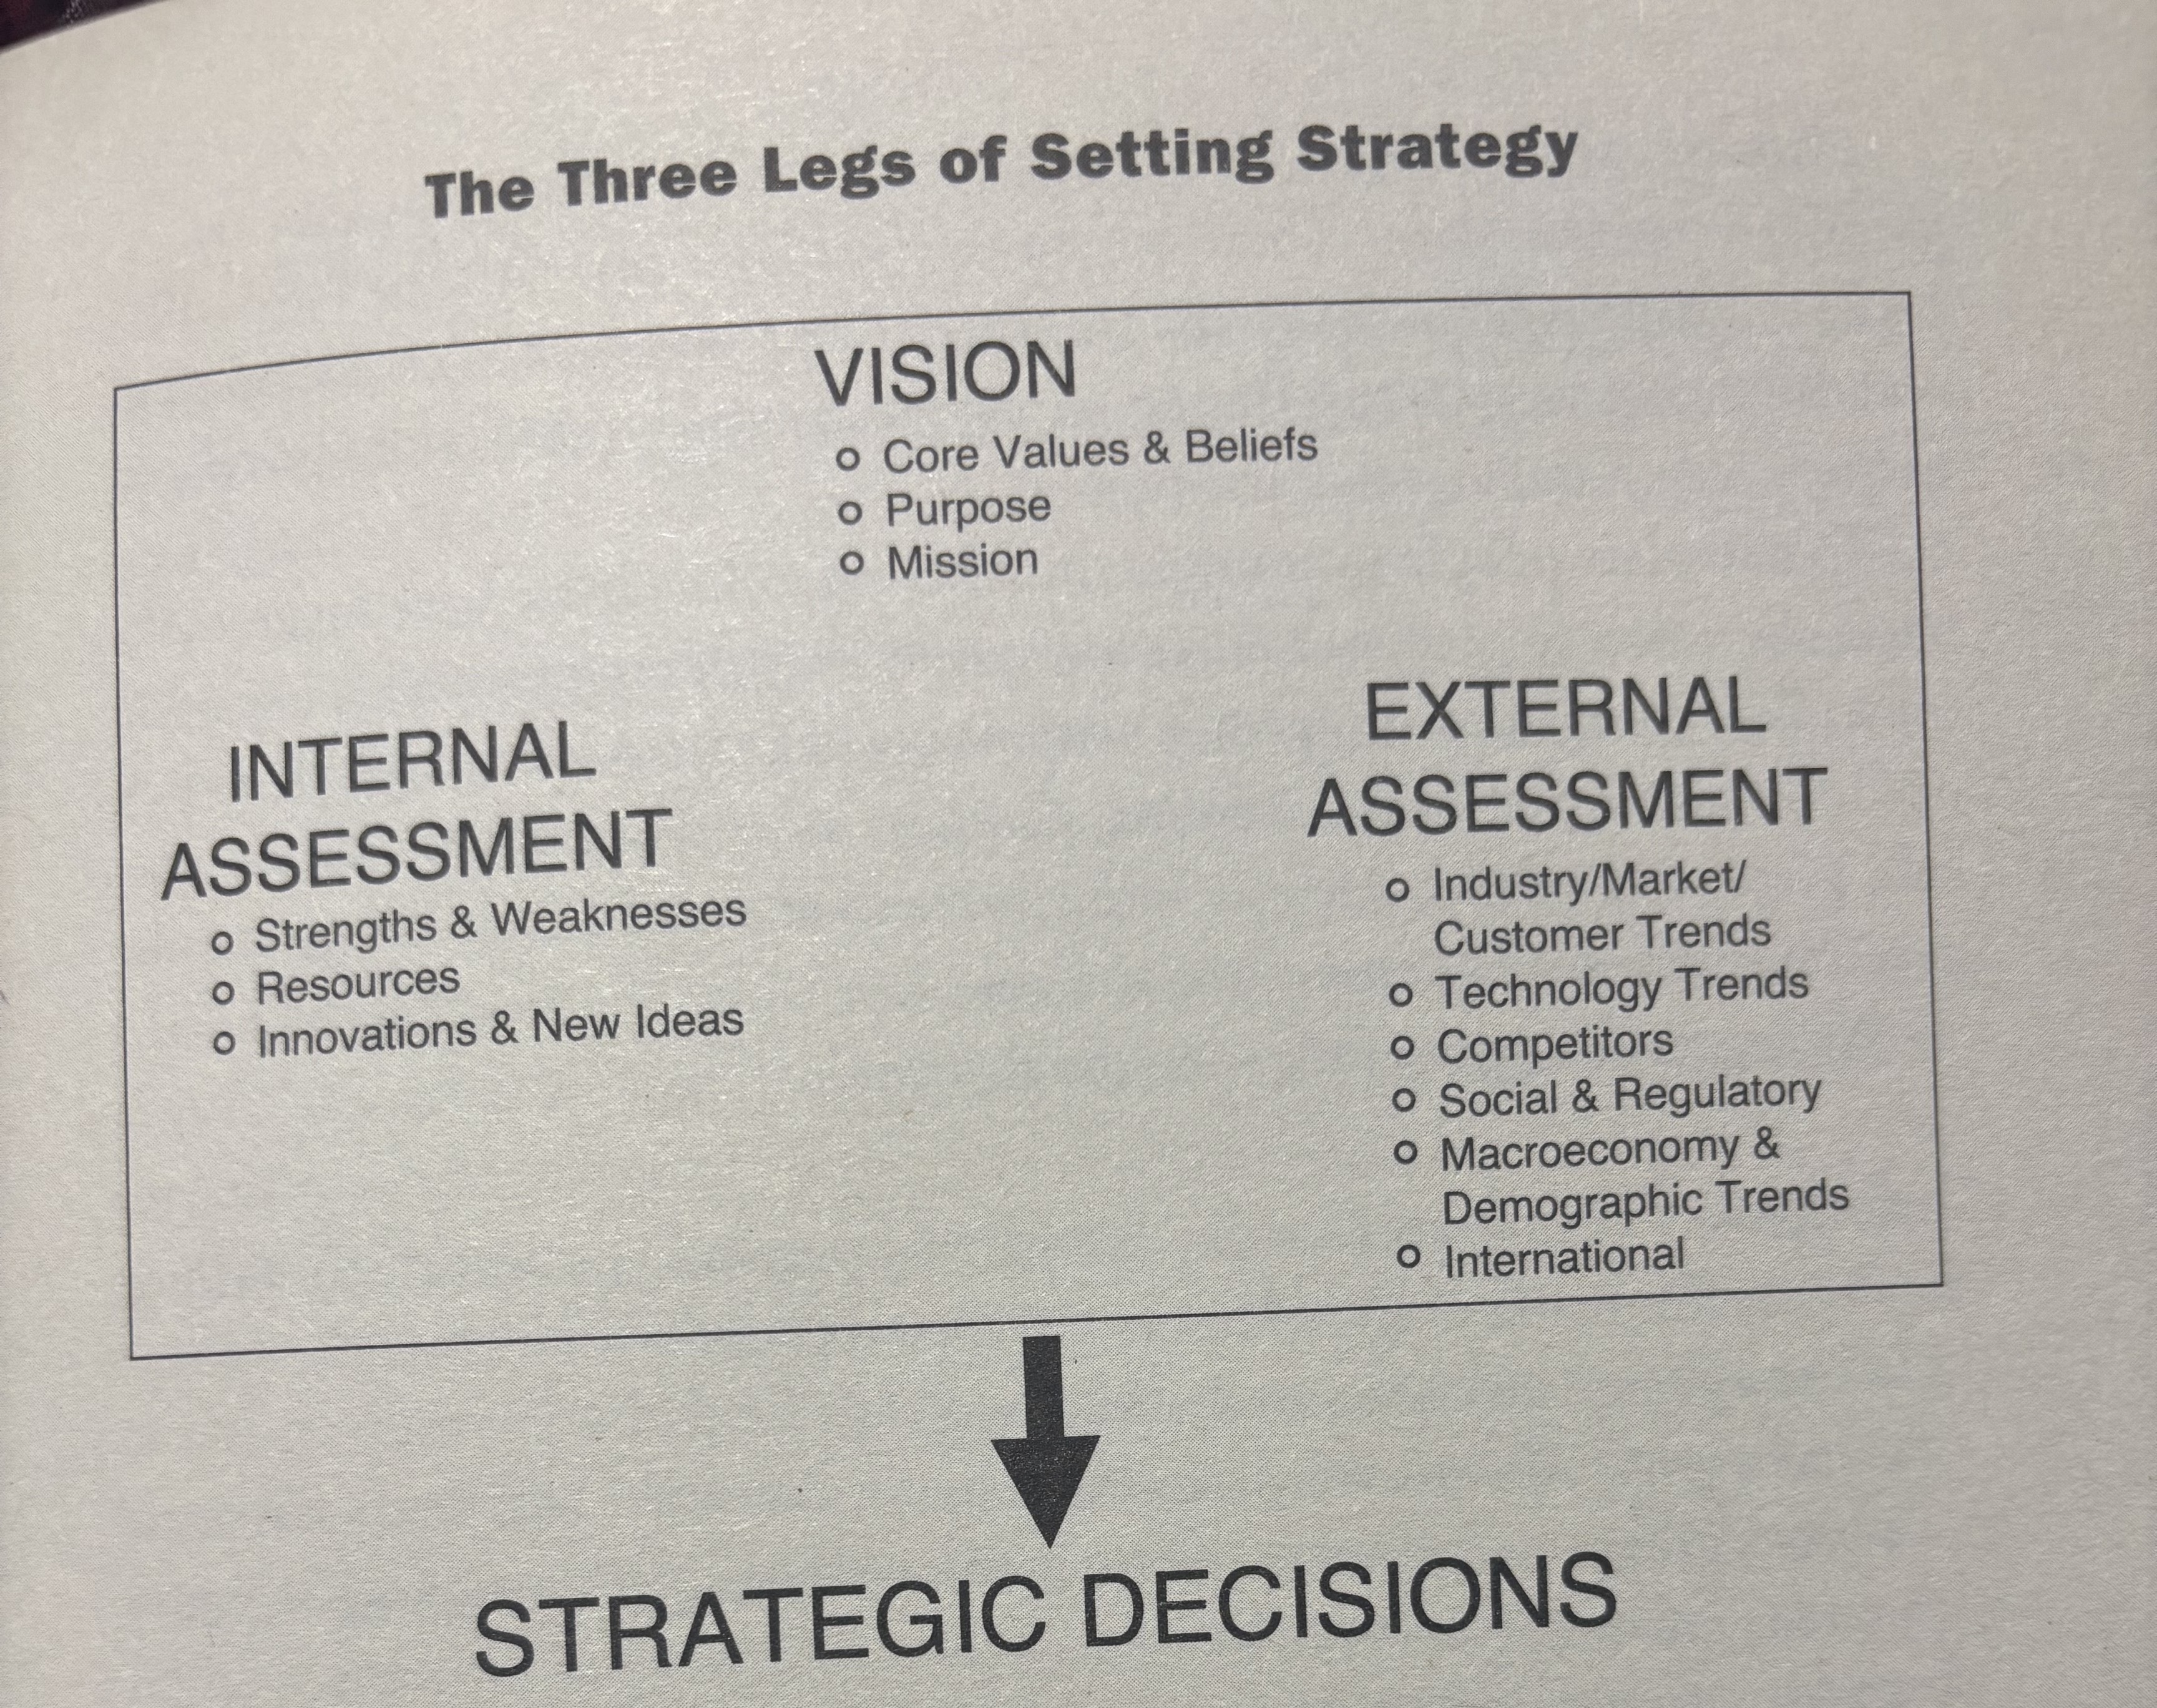 The Three Legs of Setting Strategy
VISION
o Core Values & Beliefs
o Purpose
o Mission
INTERNAL
ASSESSMENT
o Strengths & Weaknesses
o Resources
o Innovations & New Ideas
EXTERNAL
ASSESSMENT
o Industry/Market/
Customer Trends
o Technology Trends
o Competitors
o Social & Regulatory
o Macroeconomy &
Demographic Trends
o International
STRATEGIC DECISIONS